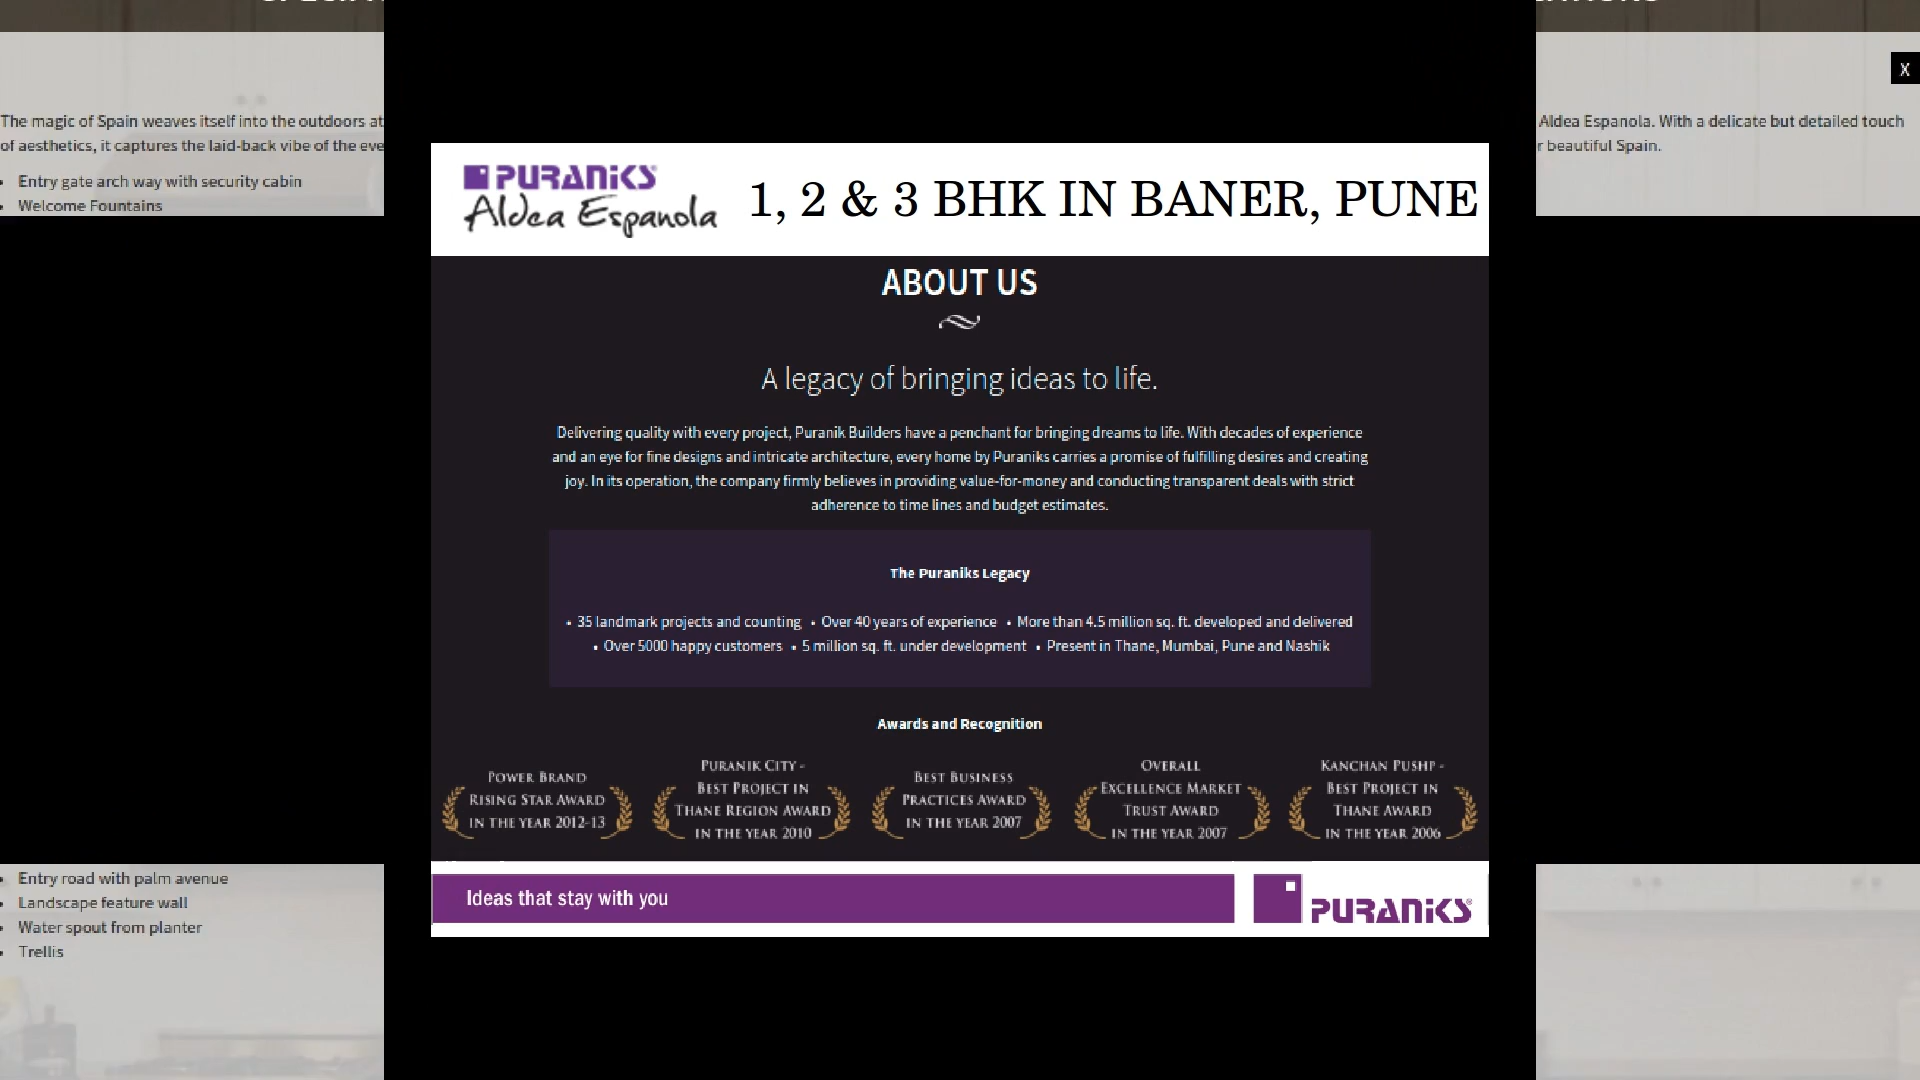 The magic of Spain weaves itself into the outdoors at
of aesthetics, it captures the laid-back vibe of the eve
• Entry gate arch way with security cabin
• Welcome Fountains
X
Aldea Espanola. With a delicate but detailed touch
r beautiful Spain.
PURANiKS
Aldea Espanola
1, 2 & 3 BHK IN BANER, PUNE
ABOUT US
A legacy of bringing ideas to life.
Delivering quality with every project, Puranik Builders have a penchant for bringing dreams to life. With decades of experience
and an eye for fine designs and intricate architecture, every home by Puraniks carries a promise of fulfilling desires and creating
joy. In its operation, the company firmly believes in providing value-for-money and conducting transparent deals with strict
adherence to time lines and budget estimates.
The Puraniks Legacy
• 35 landmark projects and counting • Over 40 years of experience • More than 4.5 million sq. ft. developed and delivered
• Over 5000 happy customers • 5 million sq. ft. under development • Present in Thane, Mumbai, Pune and Nashik
Awards and Recognition
POWER BRAND
RISING STAR AWARD
IN THE YEAR 2012-13
PURANIK CITY -
BEST PROJECT IN
THANE REGION AWARD
IN THE YEAR 2010
BEST BUSINESS
PRACTICES AWARD
IN THE YEAR 2007
OVERALL
EXCELLENCE MARKET
TRUST AWARD
IN THE YEAR 2007
KANCHAN PUSHP -
BEST PROJECT IN
THANE AWARD
IN THE YEAR 2006
Ideas that stay with you
PURANiKS®
• Entry road with palm avenue
• Landscape feature wall
• Water spout from planter
• Trellis